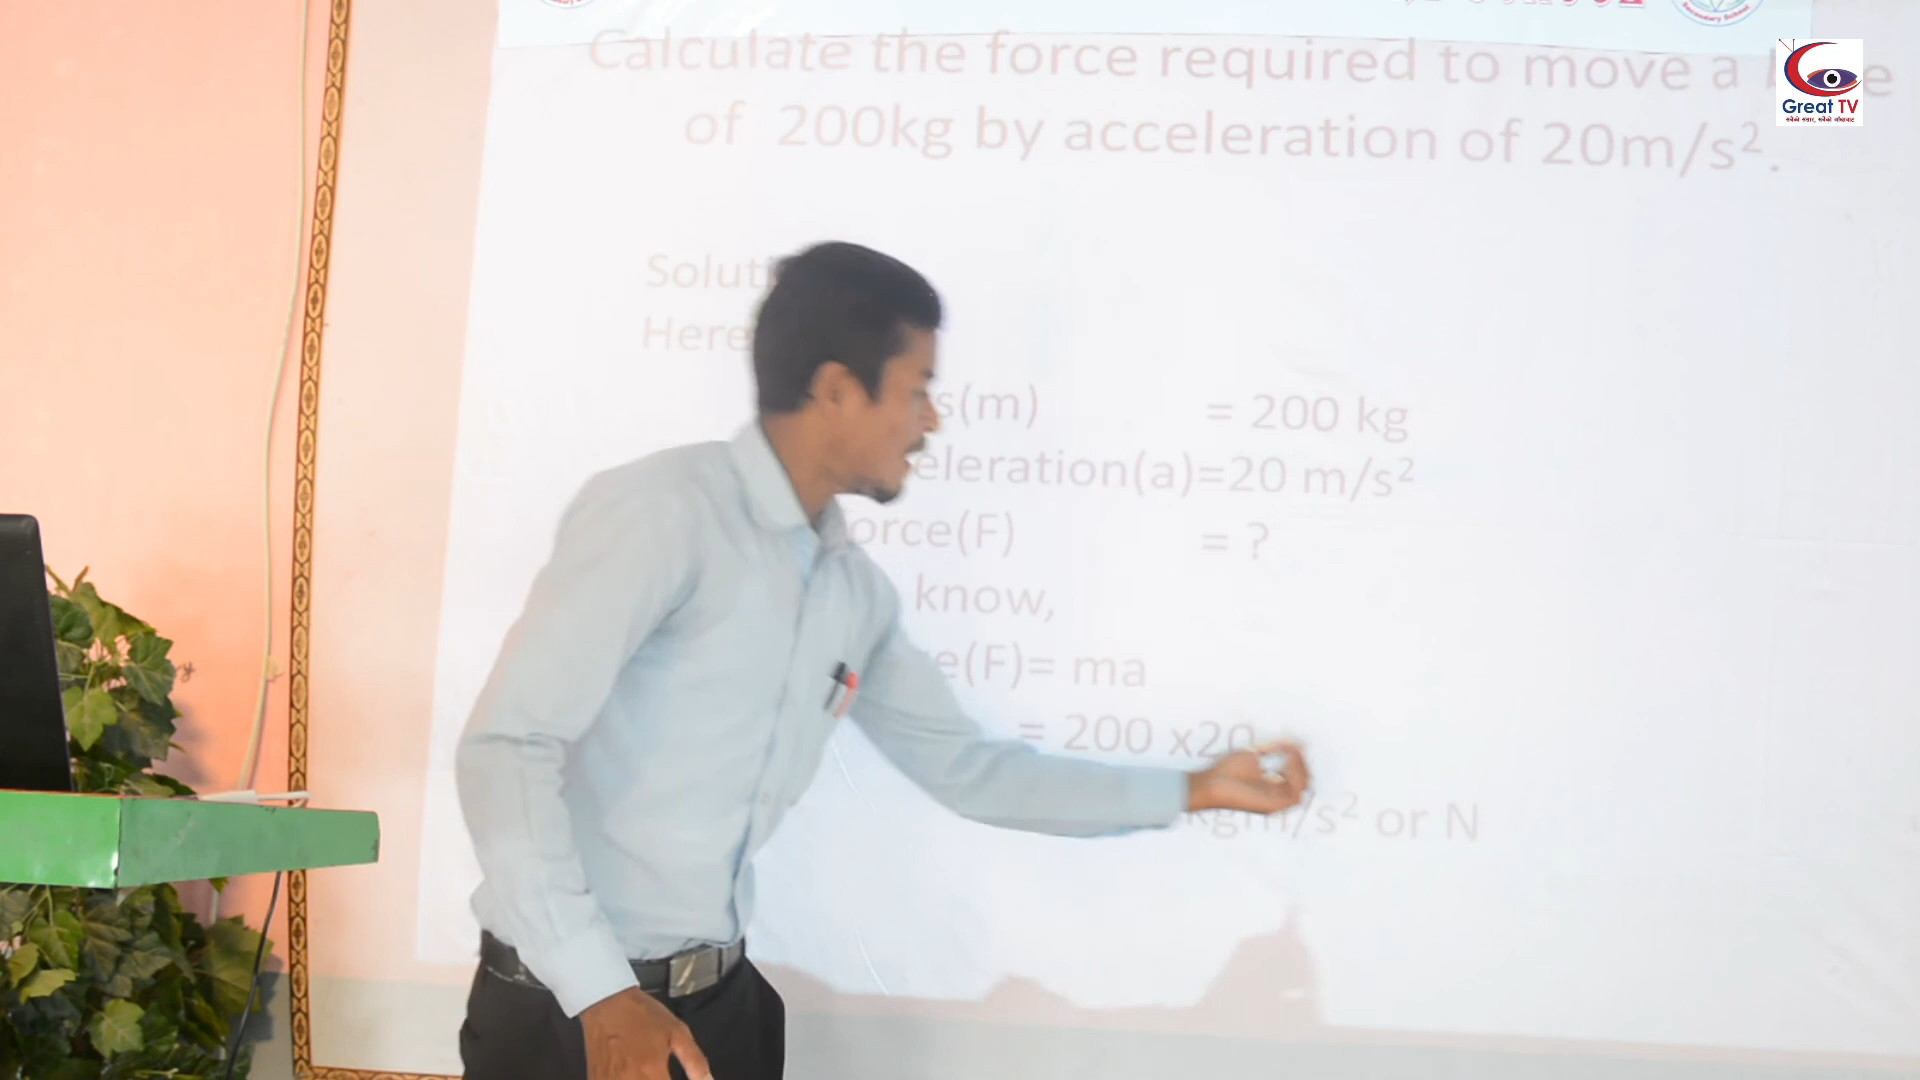 Calculate the force required to move a
of 200kg by acceleration of 20m/s².
Great TV
Here
s(m) = 200 kg
eleration(a)=20 m/s²
orce(F) = ?
know,
e(F)= ma
= 200 x20
kgm/s² or N